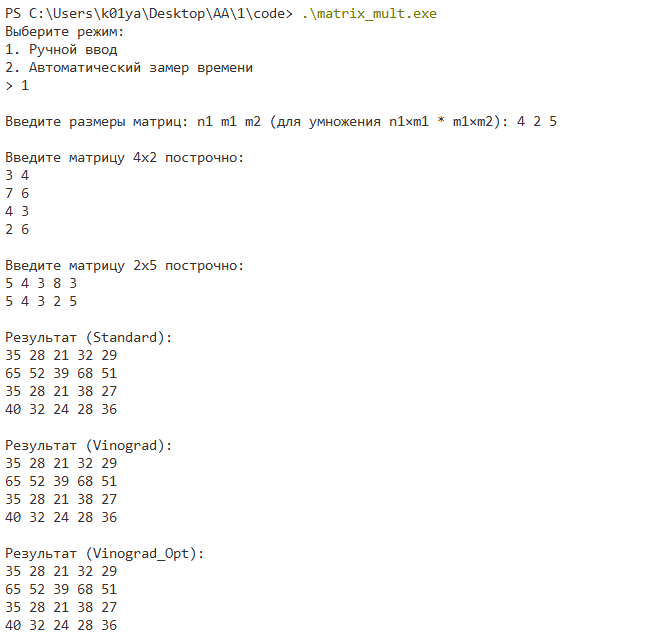 PS C:\Users\k01ya\Desktop\AA\1\code> .\matrix_mult.exe
Выберите режим:
1. Ручной ввод
2. Автоматический замер времени
> 1
Введите размеры матриц: n1 m1 m2 (для умножения n1×m1 * m1×m2): 4 2 5
Введите матрицу 4x2 построчно:
3 4
7 6
4 3
2 6
Введите матрицу 2x5 построчно:
5 4 3 8 3
5 4 3 2 5
Результат (Standard):
35 28 21 32 29
65 52 39 68 51
35 28 21 38 27
40 32 24 28 36
Результат (Vinograd):
35 28 21 32 29
65 52 39 68 51
35 28 21 38 27
40 32 24 28 36
Результат (Vinograd_Opt):
35 28 21 32 29
65 52 39 68 51
35 28 21 38 27
40 32 24 28 36